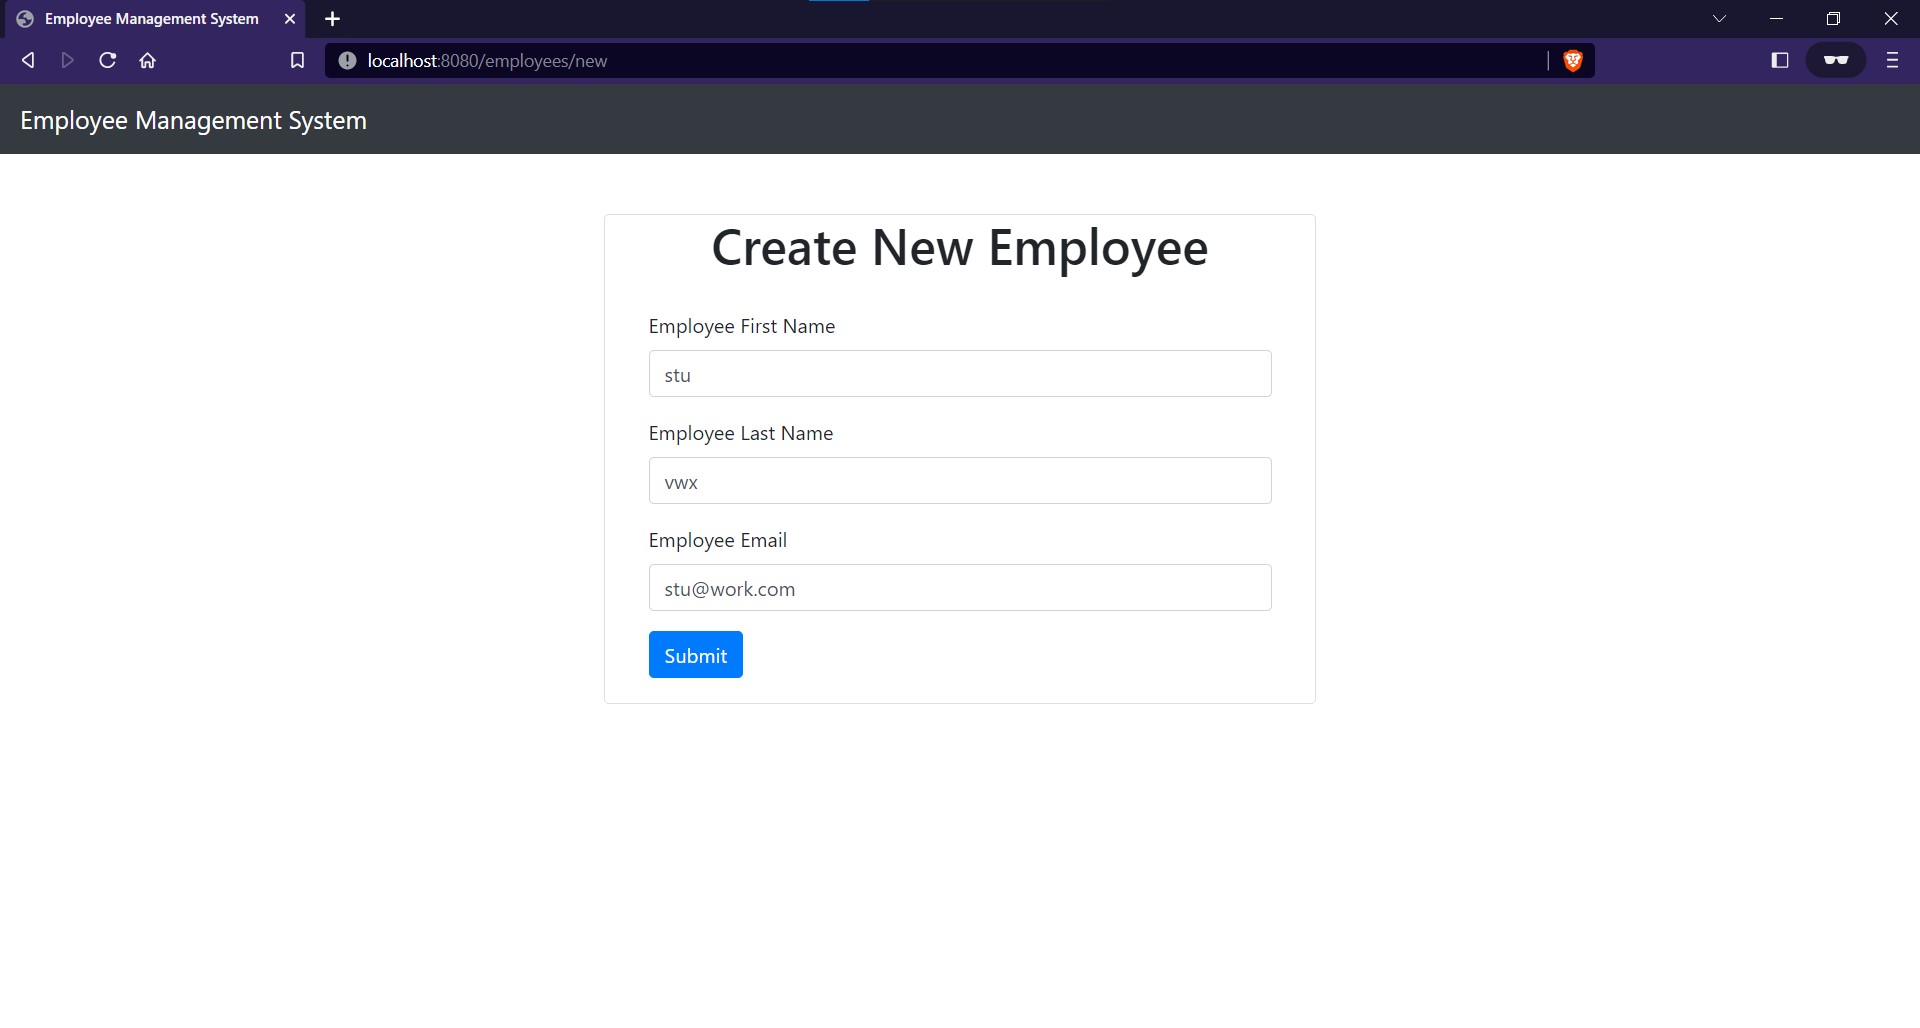 Employee Management System
localhost:8080/employees/new
Employee Management System
Create New Employee
Employee First Name
stu
Employee Last Name
vwx
Employee Email
stu@work.com
Submit